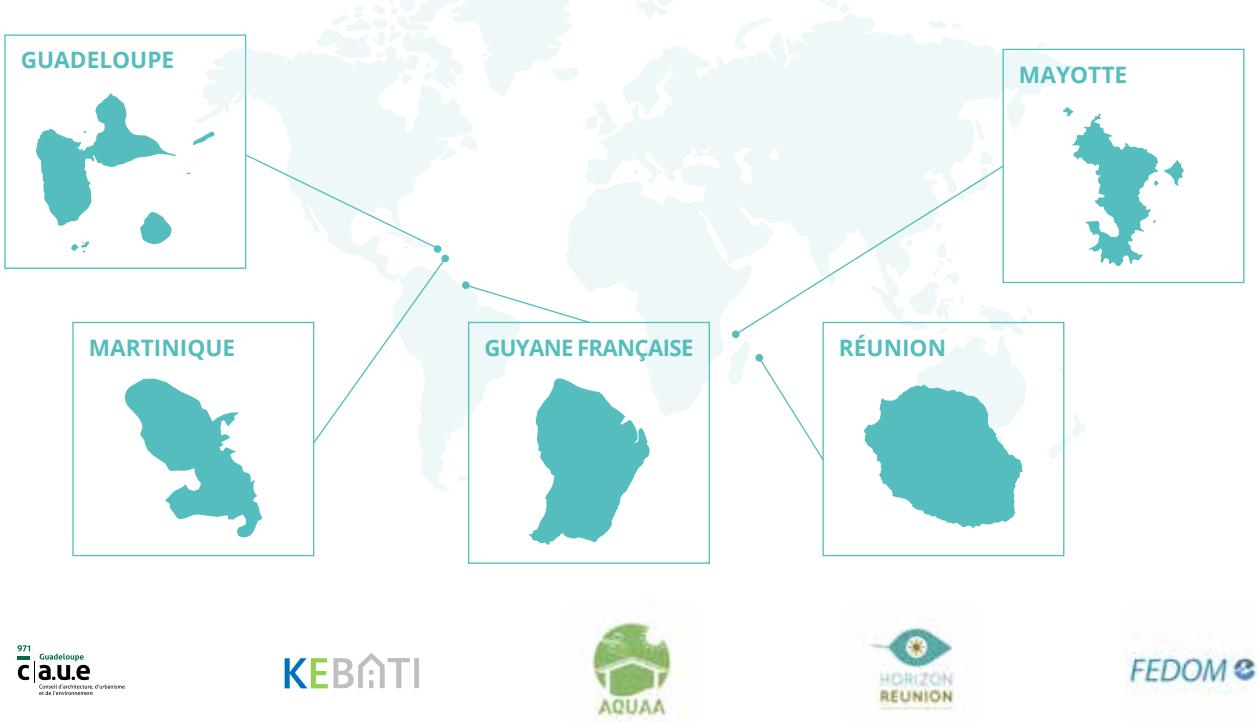 GUADELOUPE
MAYOTTE
MARTINIQUE
GUYANE FRANÇAISE
RÉUNION
971
Guadeloupe
c|a.u.e
Conseil d'architecture, d'urbanisme
et de l'environnement
KEBATI
AQUAA
HORIZON
REUNION
FEDOM